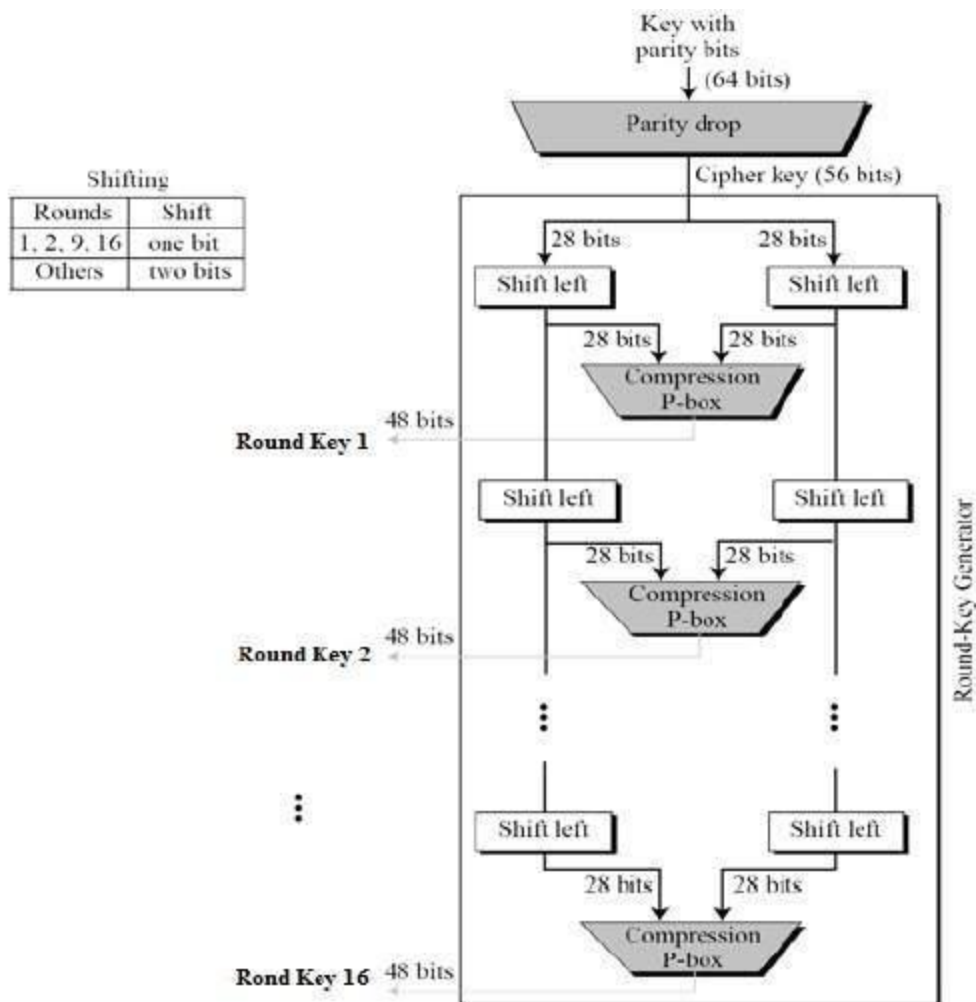 Key with
parity bits
(64 bits)
Parity drop
Cipher key (56 bits)
Shifting
Rounds Shift
1, 2, 9, 16 one bit
Others two bits
28 bits 28 bits
Shift left Shift left
28 bits 28 bits
Compression
P-box
48 bits
Round Key 1
Shift left Shift left
28 bits 28 bits
Compression
P-box
48 bits
Round Key 2
Round-Key Generator
Shift left Shift left
28 bits 28 bits
Compression
P-box
Rond Key 16 48 bits